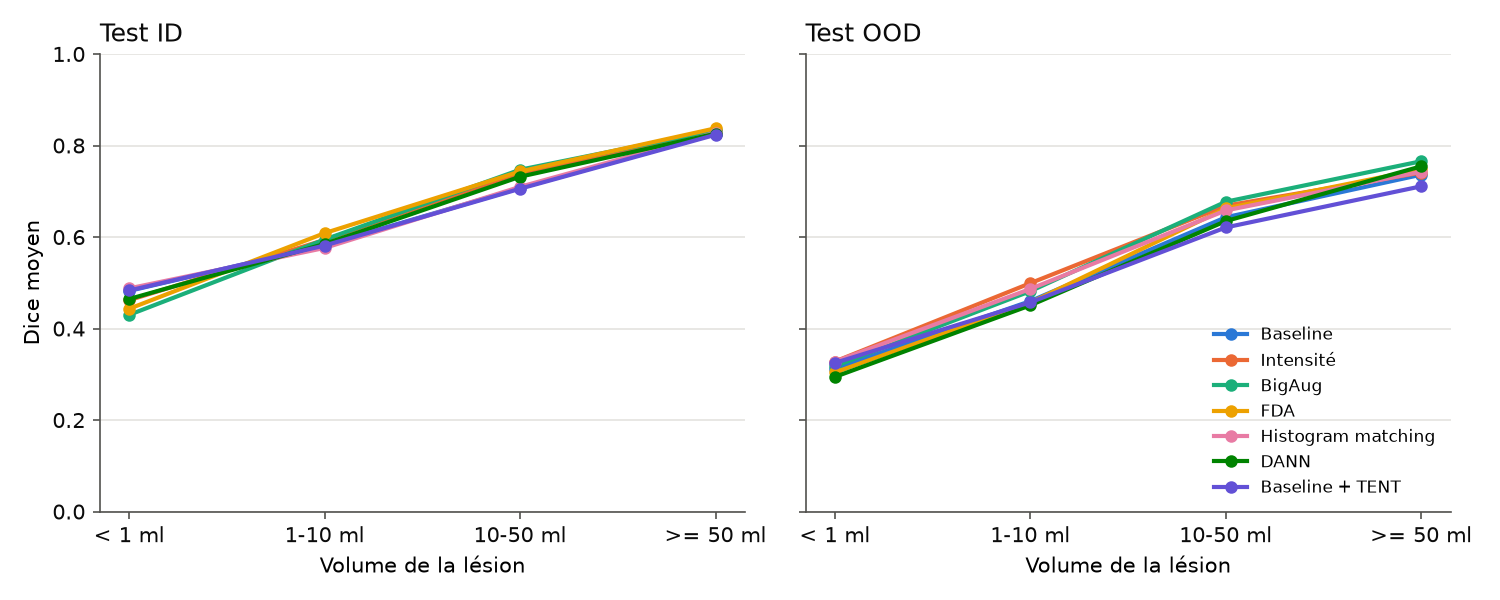 Test ID
Test OOD
Dice moyen
1.0
0.8
0.6
0.4
0.2
0.0
< 1 ml
1-10 ml
10-50 ml
>= 50 ml
Volume de la lésion
< 1 ml
1-10 ml
10-50 ml
>= 50 ml
Volume de la lésion
Baseline
Intensité
BigAug
FDA
Histogram matching
DANN
Baseline + TENT